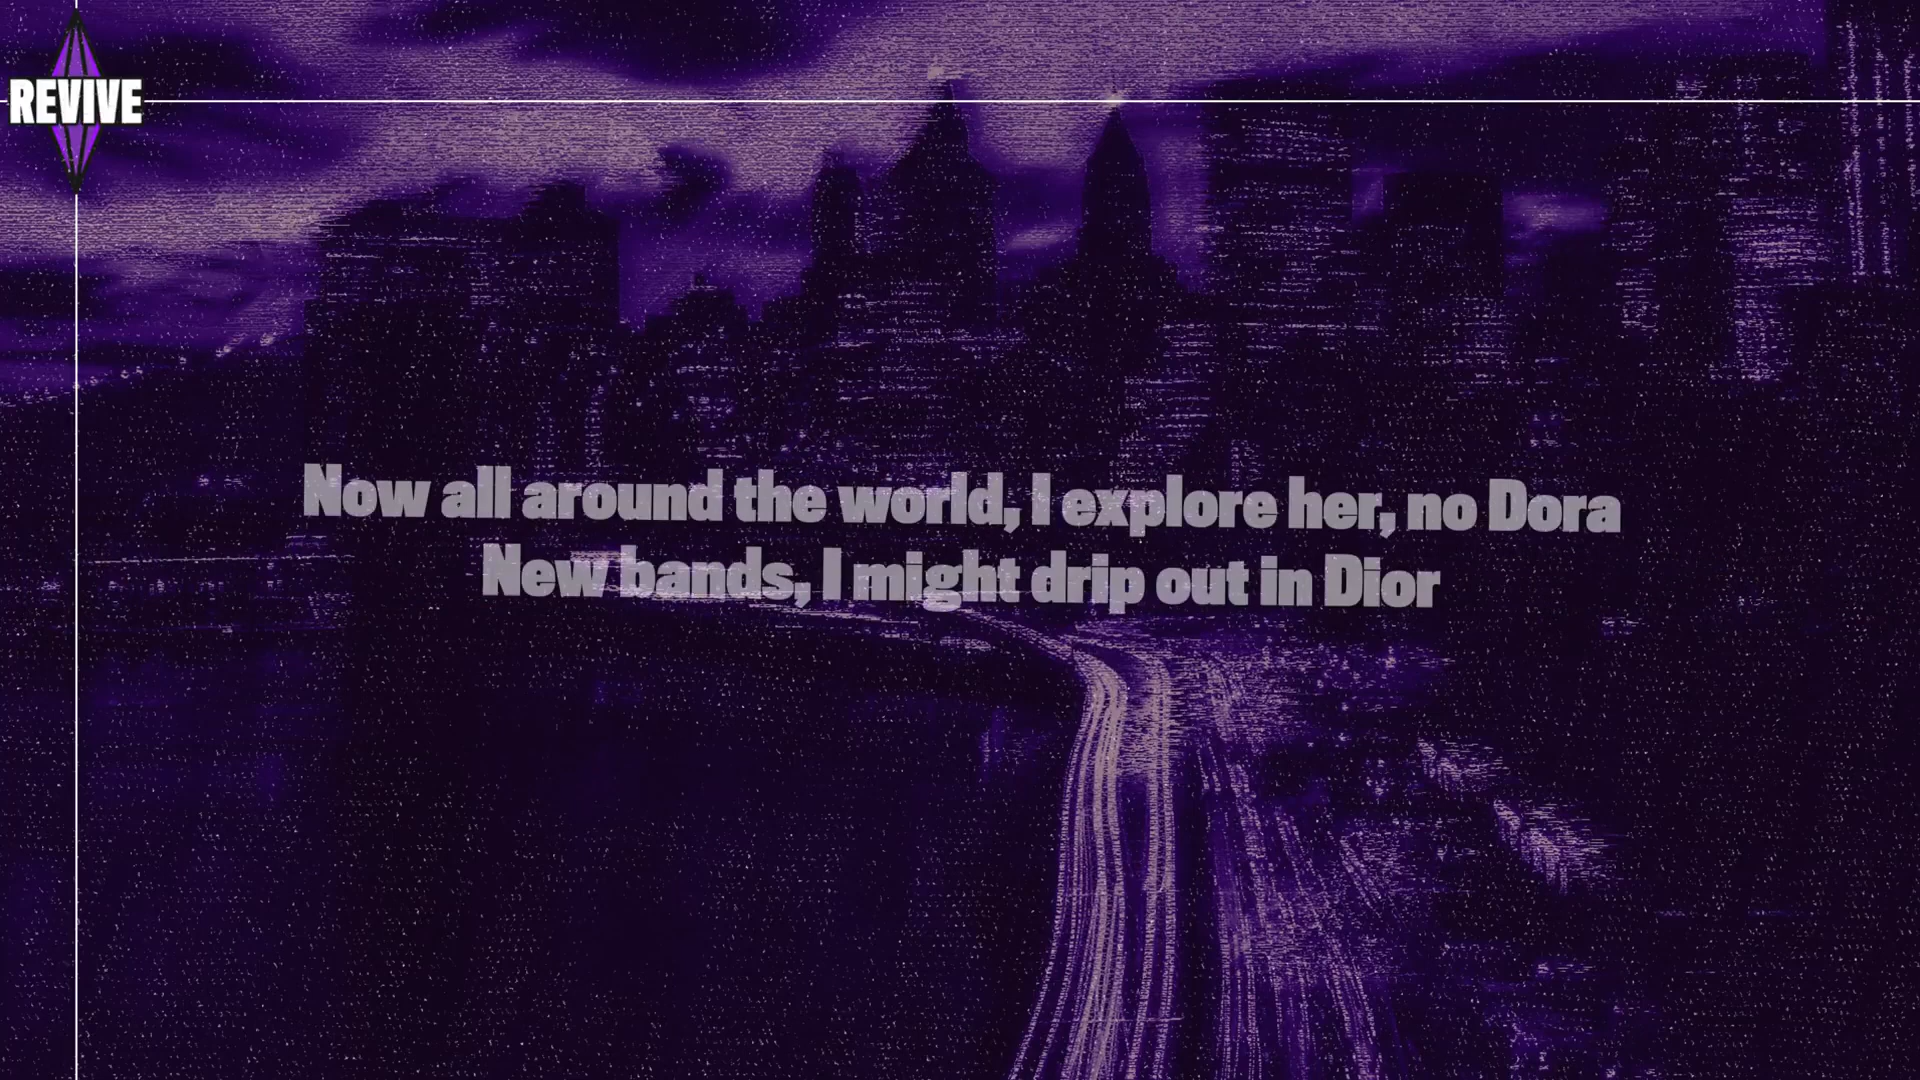 REVIVE
Now all around the world, I explore her, no Dora
New bands, I might drip out in Dior